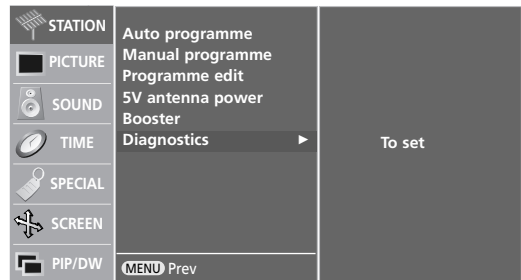 STATION
PICTURE
SOUND
TIME
SPECIAL
SCREEN
PIP/DW
Auto programme
Manual programme
Programme edit
5V antenna power
Booster
Diagnostics ►
MENU Prev
To set